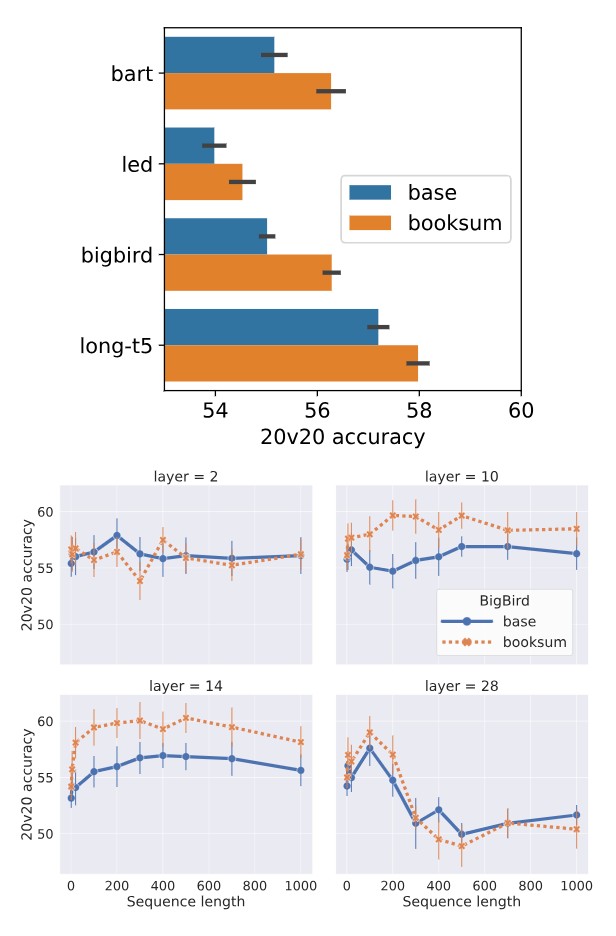 bart
led
bigbird
long-t5
base
booksum
54 56 58 60
20v20 accuracy
layer = 2
layer = 10
20v20 accuracy
60
55
50
BigBird
base
booksum
layer = 14
layer = 28
20v20 accuracy
60
55
50
0 200 400 600 800 1000
0 200 400 600 800 1000
Sequence length
Sequence length